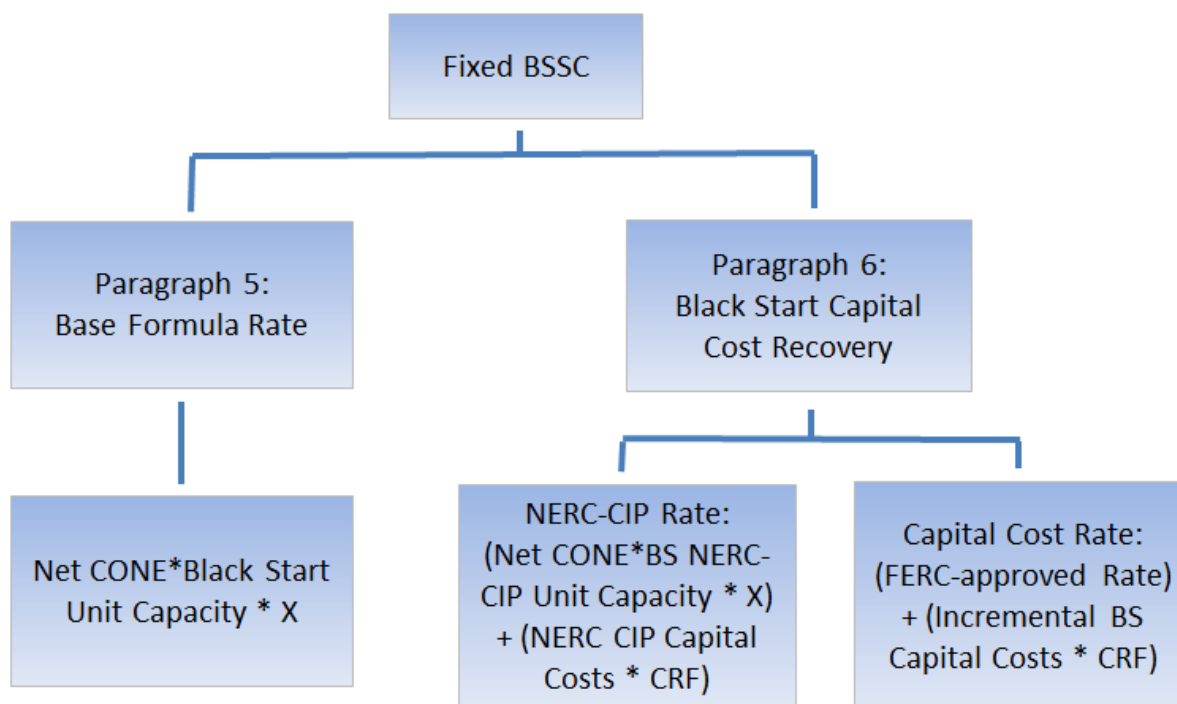 Fixed BSSC
Paragraph 5:
Base Formula Rate
Paragraph 6:
Black Start Capital
Cost Recovery
Net CONE*Black Start
Unit Capacity * X
NERC-CIP Rate:
(Net CONE*BS NERC-
CIP Unit Capacity * X)
+ (NERC CIP Capital
Costs * CRF)
Capital Cost Rate:
(FERC-approved Rate)
+ (Incremental BS
Capital Costs * CRF)